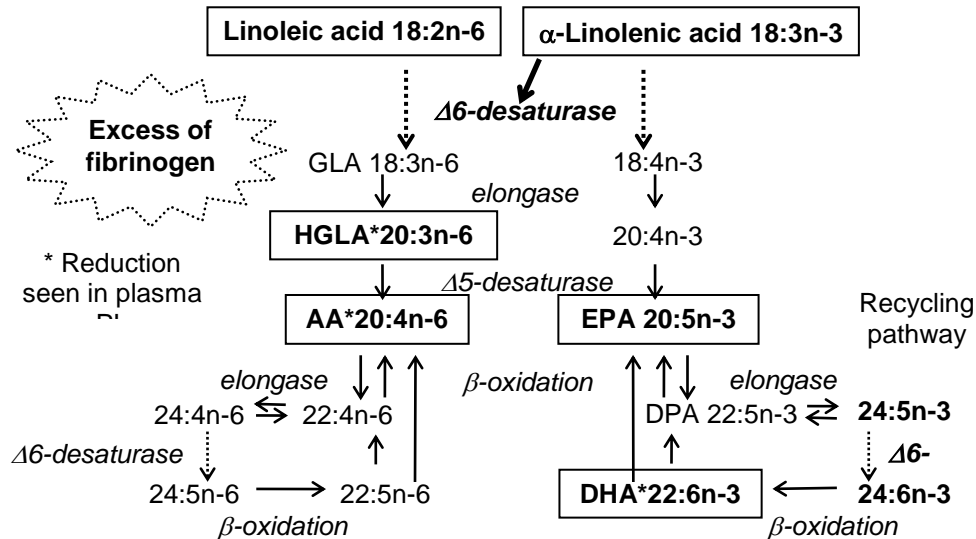 Linoleic acid 18:2n-6
α-Linolenic acid 18:3n-3
Δ6-desaturase
Excess of
fibrinogen
GLA 18:3n-6
18:4n-3
elongase
HGLA*20:3n-6
20:4n-3
* Reduction
seen in plasma
Δ5-desaturase
AA*20:4n-6
EPA 20:5n-3
Recycling
pathway
elongase
β-oxidation
elongase
24:4n-6
22:4n-6
DPA 22:5n-3
24:5n-3
Δ6-desaturase
Δ6-
24:5n-6
22:5n-6
DHA*22:6n-3
24:6n-3
β-oxidation
β-oxidation